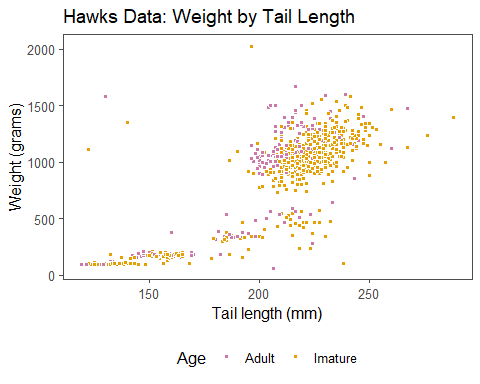 Hawks Data: Weight by Tail Length
2000
1500
1000
500
0
Weight (grams)
150 200 250
Tail length (mm)
Age Adult Imature